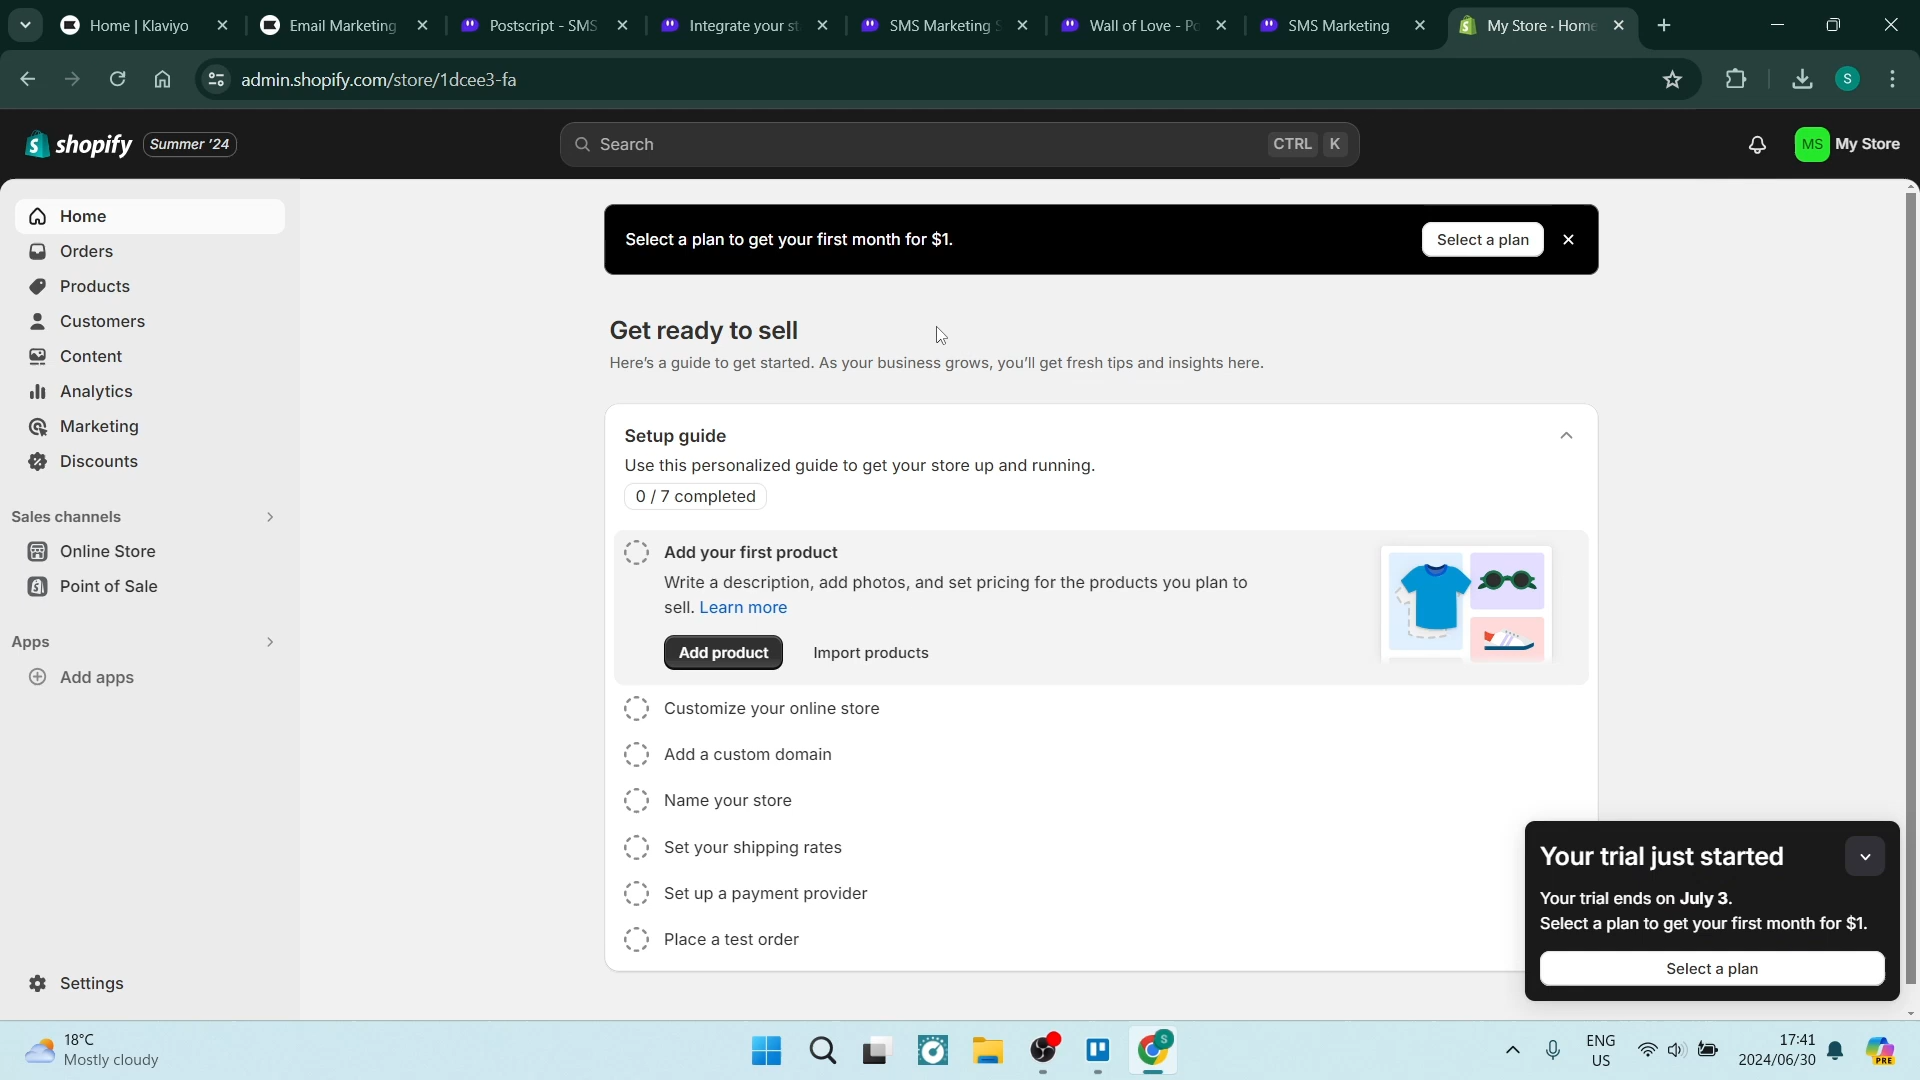 Home | Klaviyo
Email Marketing
Postscript - SMS
Integrate your st
SMS Marketing S
Wall of Love - Po
SMS Marketing
My Store · Home
admin.shopify.com/store/1dcee3-fa
S
shopify
Summer '24
Search
CTRL K
MS My Store
Home
Orders
Products
Customers
Content
Analytics
Marketing
Discounts
Sales channels
Online Store
Point of Sale
Apps
Add apps
Settings
Select a plan to get your first month for $1.
Select a plan
Get ready to sell
Here's a guide to get started. As your business grows, you'll get fresh tips and insights here.
Setup guide
Use this personalized guide to get your store up and running.
0 / 7 completed
Add your first product
Write a description, add photos, and set pricing for the products you plan to
sell. Learn more
Add product
Import products
Customize your online store
Add a custom domain
Name your store
Set your shipping rates
Set up a payment provider
Place a test order
Your trial just started
Your trial ends on July 3.
Select a plan to get your first month for $1.
Select a plan
18°C
Mostly cloudy
S
ENG
US
17:41
2024/06/30
PRE